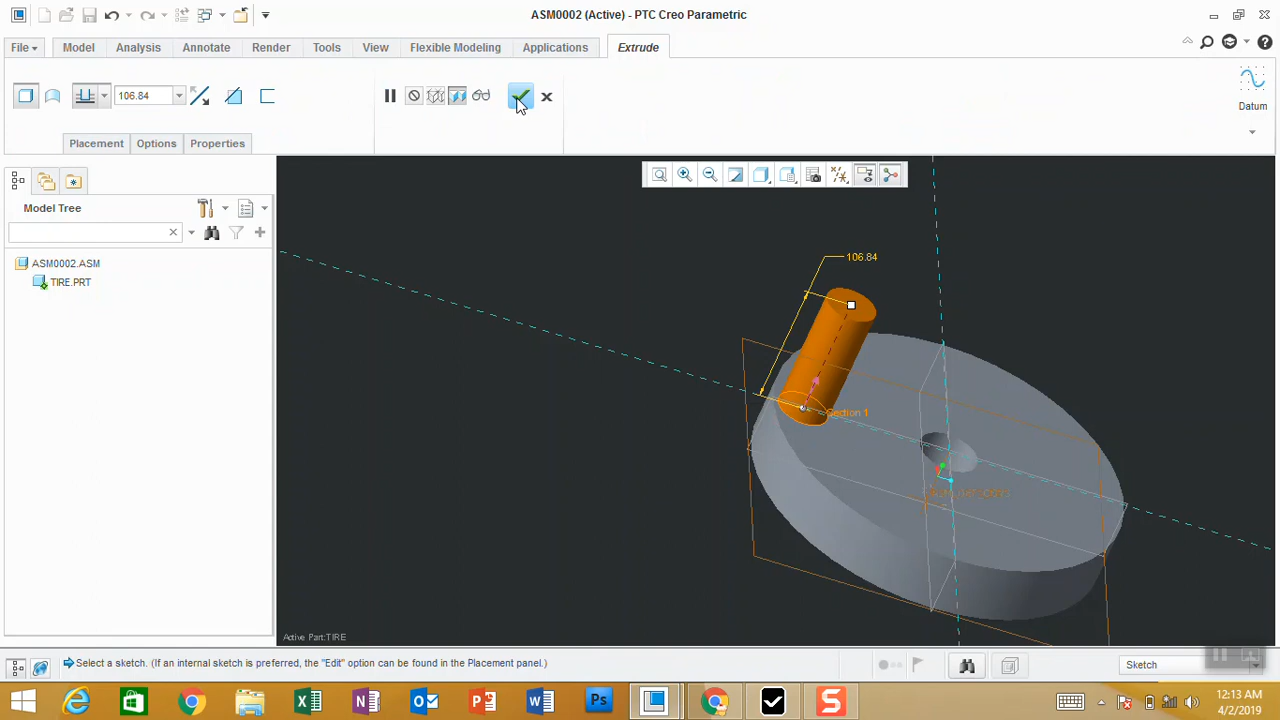 ASM0002 (Active) - PTC Creo Parametric
File Model Analysis Annotate Render Tools View Flexible Modeling Applications Extrude
106.84
Datum
Placement Options Properties
Model Tree
ASM0002.ASM
TIRE.PRT
106.84
Section 1
Active Part:TIRE
Select a sketch. (If an internal sketch is preferred, the "Edit" option can be found in the Placement panel.)
Sketch
12:13 AM
4/2/2019